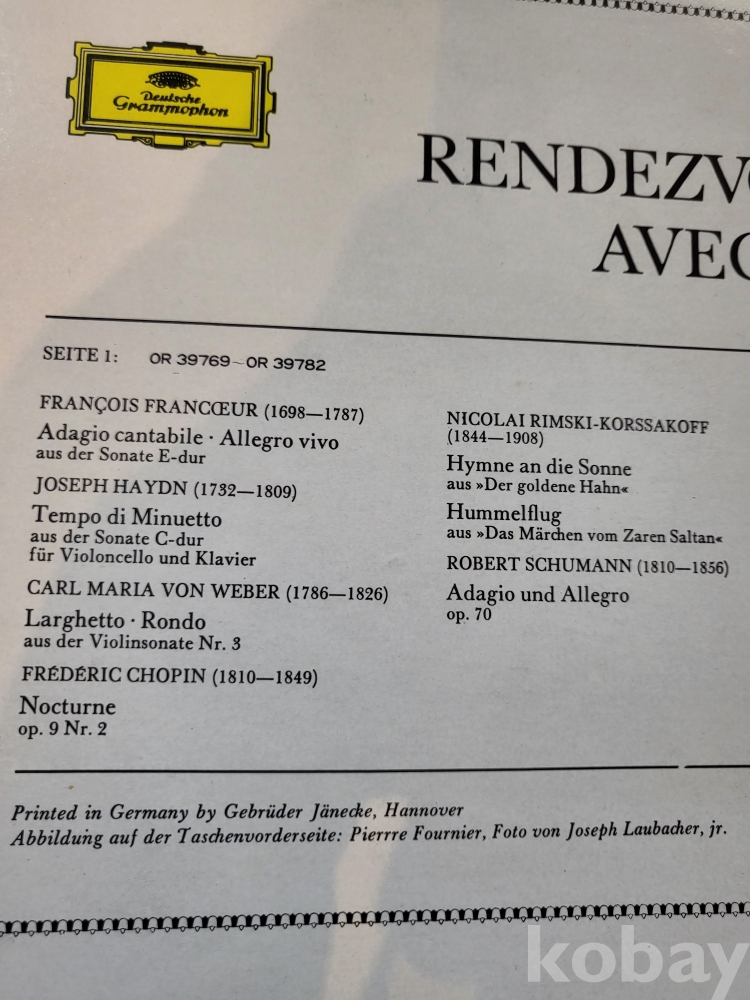 Deutsche
Grammophon
RENDEZVO
AVEC
SEITE 1: OR 39769–OR 39782
FRANÇOIS FRANCŒUR (1698—1787)
Adagio cantabile · Allegro vivo
aus der Sonate E-dur
JOSEPH HAYDN (1732—1809)
Tempo di Minuetto
aus der Sonate C-dur
für Violoncello und Klavier
CARL MARIA VON WEBER (1786—1826)
Larghetto · Rondo
aus der Violinsonate Nr. 3
FRÉDÉRIC CHOPIN (1810—1849)
Nocturne
op. 9 Nr. 2
NICOLAI RIMSKI-KORSSAKOFF
(1844—1908)
Hymne an die Sonne
aus »Der goldene Hahn«
Hummelflug
aus »Das Märchen vom Zaren Saltan«
ROBERT SCHUMANN (1810—1856)
Adagio und Allegro
op. 70
Printed in Germany by Gebrüder Jänecke, Hannover
Abbildung auf der Taschenvorderseite: Pierrre Fournier, Foto von Joseph Laubacher, jr.
kobay